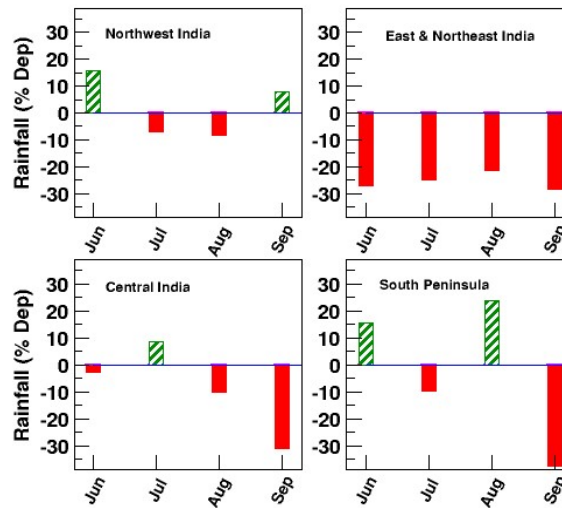 Northwest India
East & Northeast India
Rainfall (% Dep)
30
20
10
0
-10
-20
-30
Jun
Jul
Aug
Sep
30
20
10
0
-10
-20
-30
Jun
Jul
Aug
Sep
Central India
South Peninsula
Rainfall (% Dep)
30
20
10
0
-10
-20
-30
Jun
Jul
Aug
Sep
30
20
10
0
-10
-20
-30
Jun
Jul
Aug
Sep